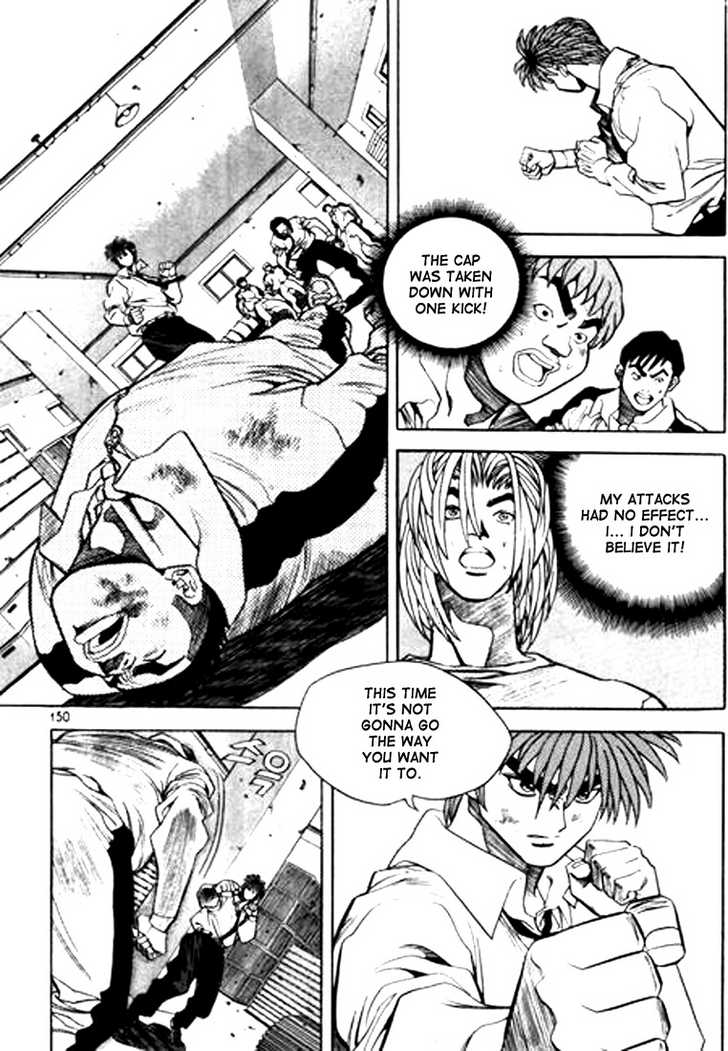 THE CAP
WAS TAKEN
DOWN WITH
ONE KICK!
MY ATTACKS
HAD NO EFFECT...
I... I DON'T
BELIEVE IT!
150
THIS TIME
IT'S NOT
GONNA GO
THE WAY
YOU WANT
IT TO.